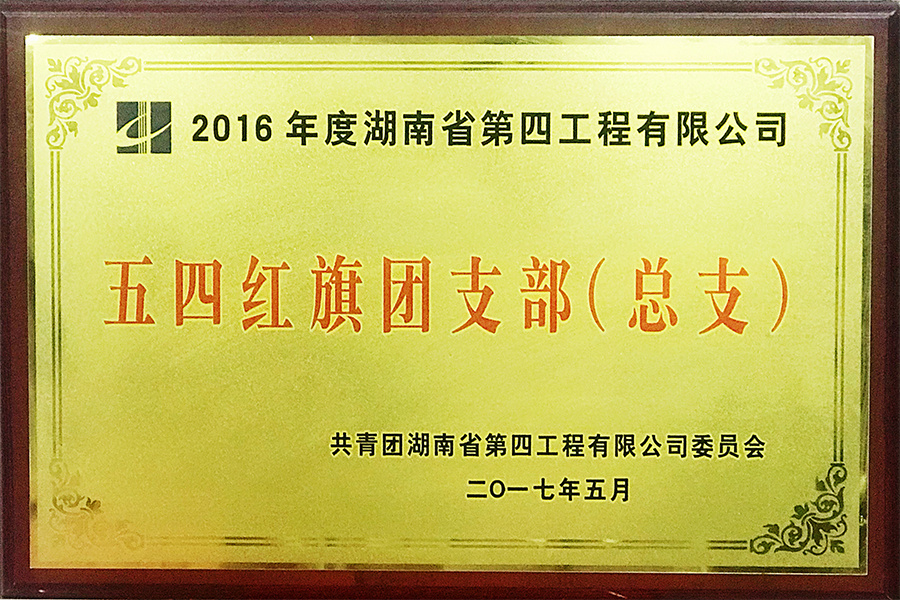 2016年度湖南省第四工程有限公司
五四红旗团支部(总支)
共青团湖南省第四工程有限公司委员会
二〇一七年五月